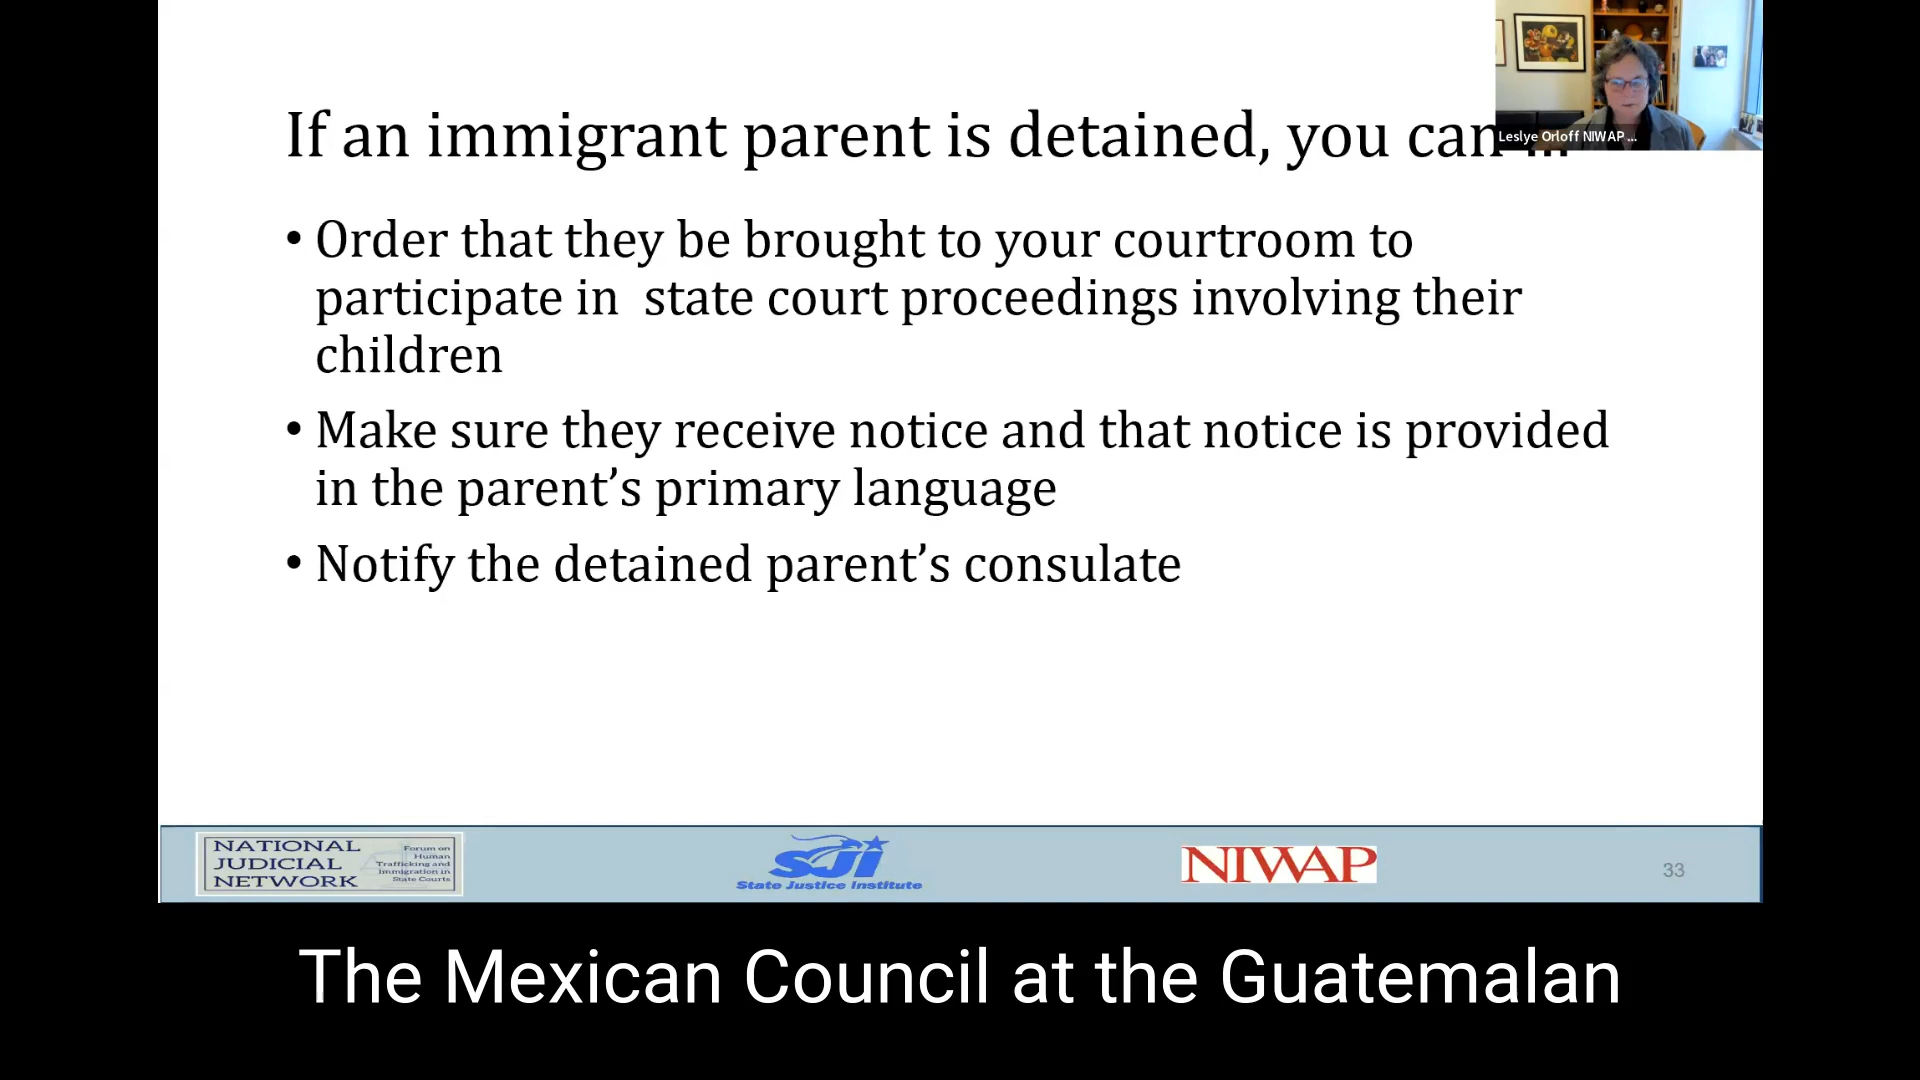 If an immigrant parent is detained, you can ...
Leslye Orloff NIWAP ...
• Order that they be brought to your courtroom to
participate in  state court proceedings involving their
children
• Make sure they receive notice and that notice is provided
in the parent’s primary language
• Notify the detained parent’s consulate
NATIONAL
JUDICIAL
NETWORK
Forum on
Human
Trafficking and
Immigration in
State Courts
SJI
State Justice Institute
NIWAP
33
The Mexican Council at the Guatemalan